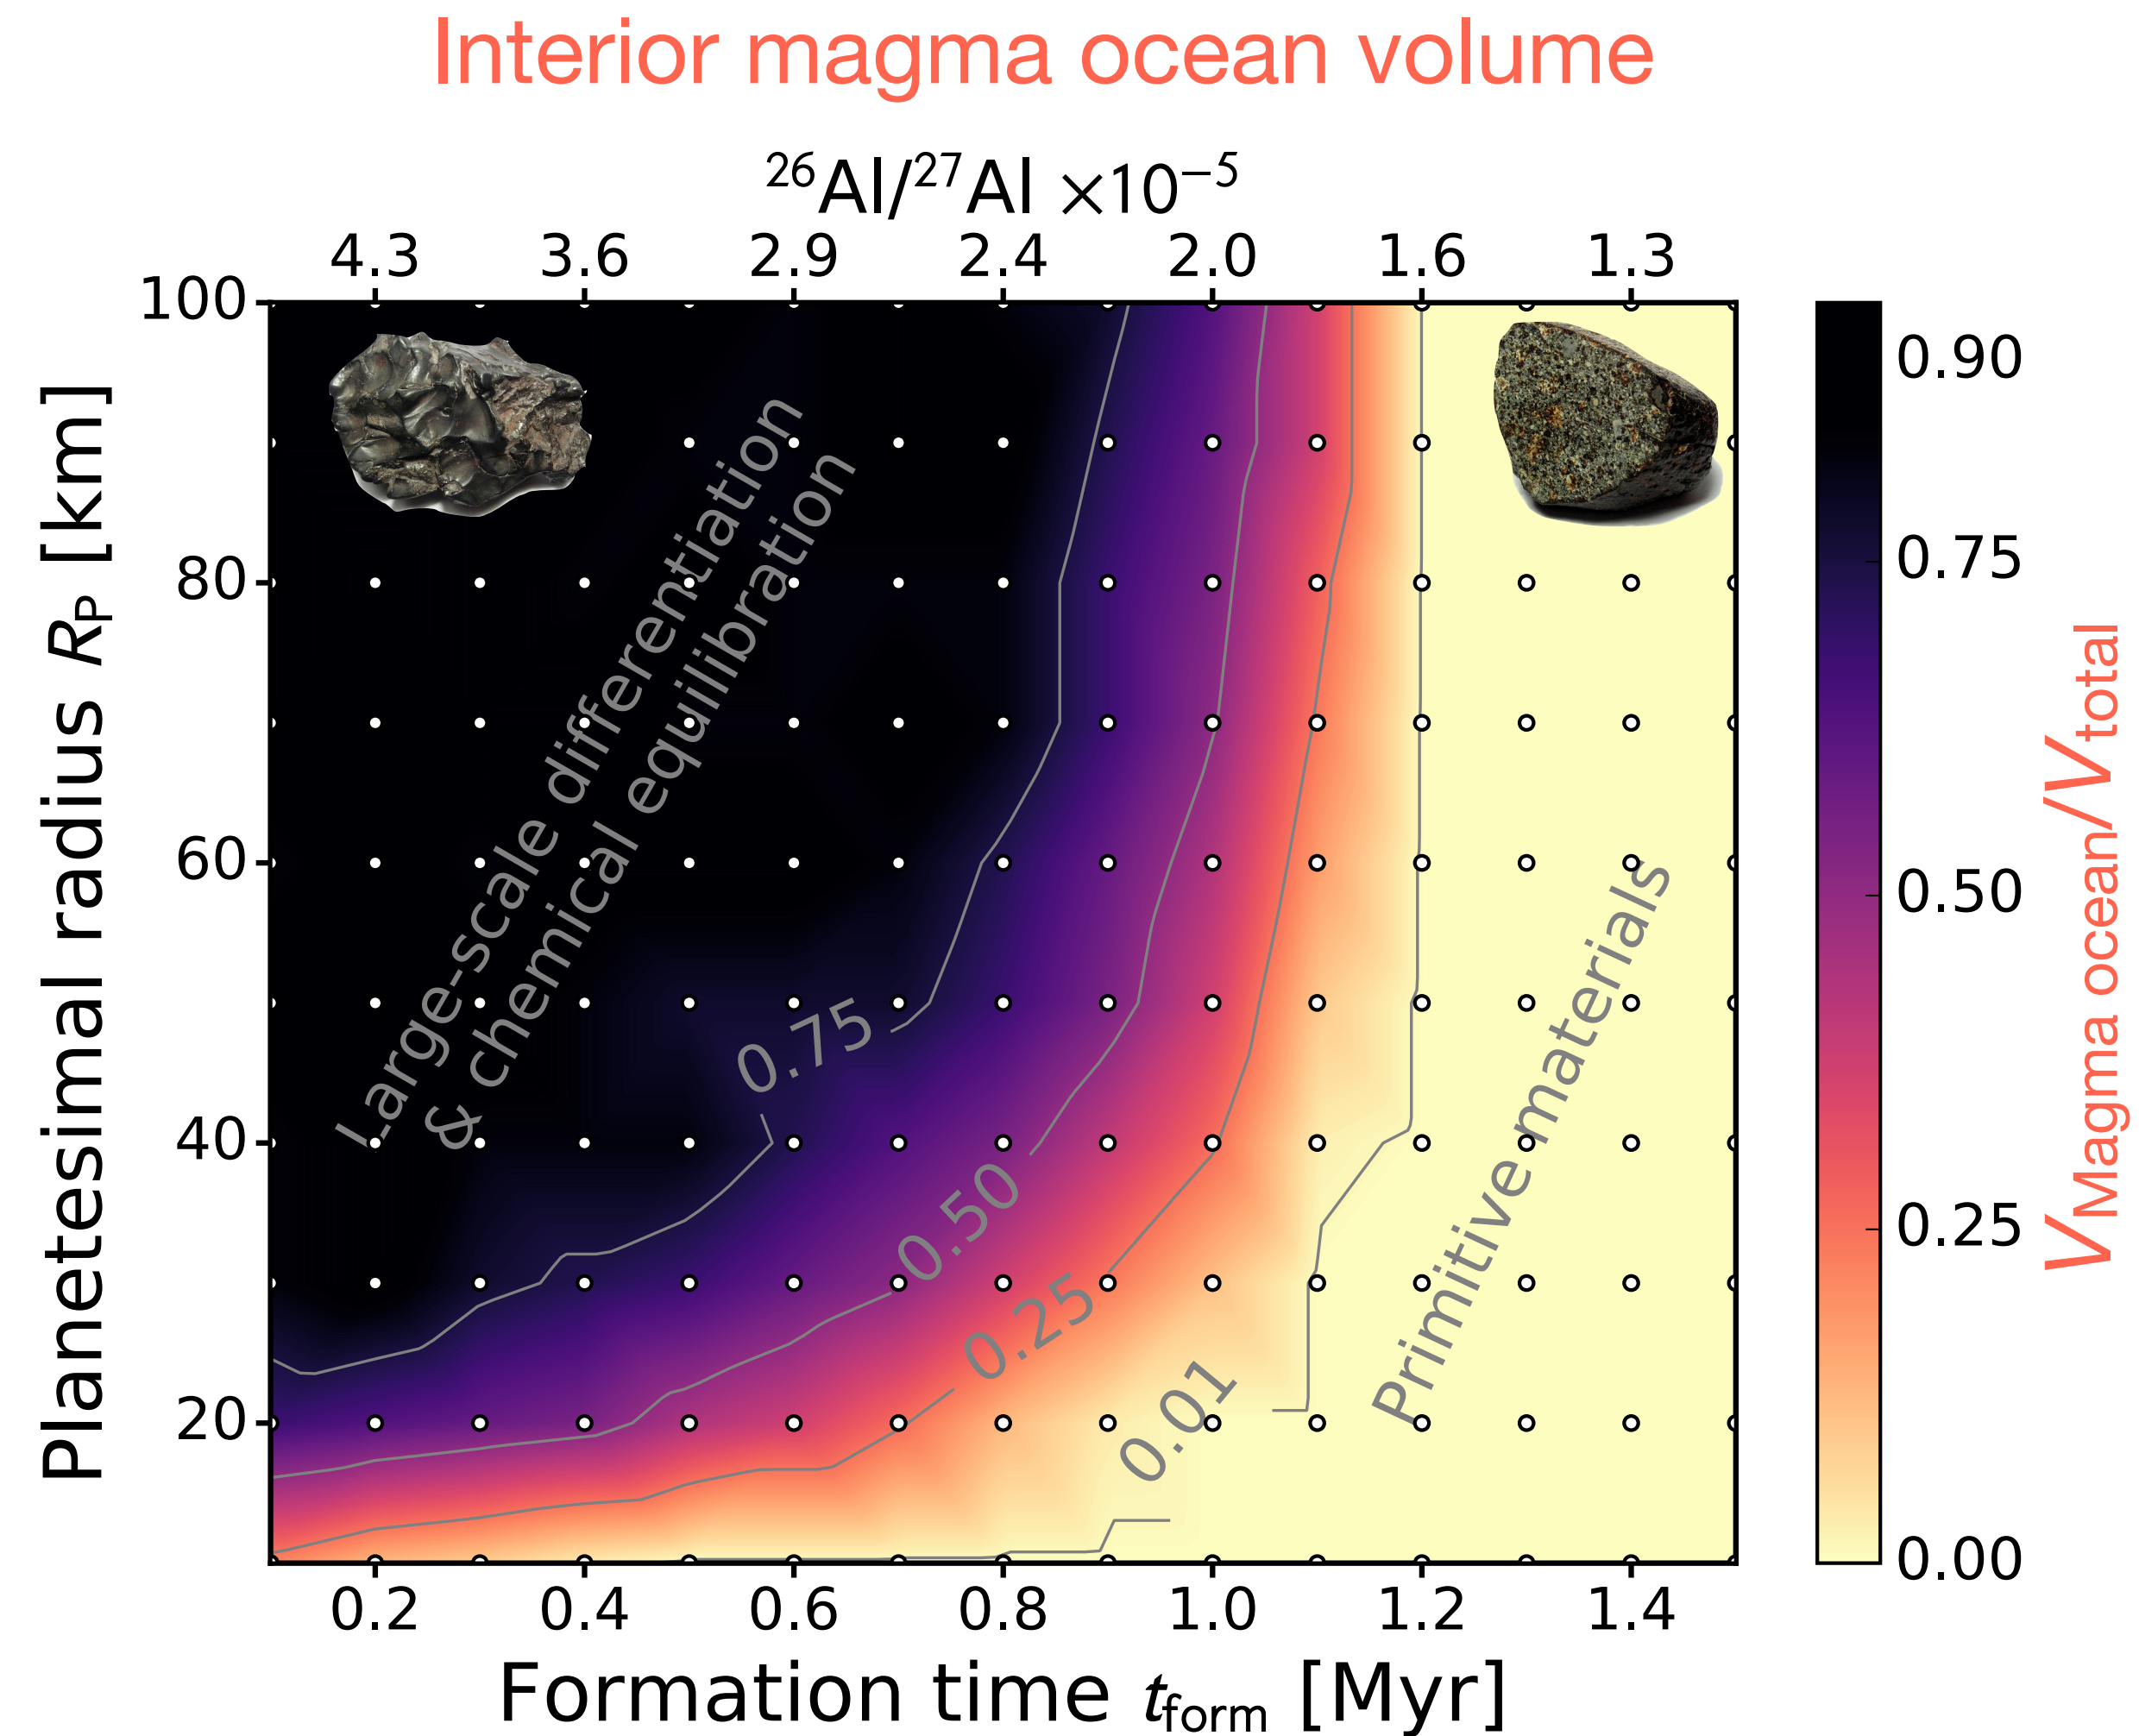 Interior magma ocean volume
²⁶Al/²⁷Al ×10⁻⁵
4.3 3.6 2.9 2.4 2.0 1.6 1.3
Planetesimal radius R_P [km]
100
80
60
40
20
Large-scale differentiation
& chemical equilibration
0.75
0.50
0.25
0.01
Primitive materials
0.90
0.75
0.50
0.25
0.00
V_Magma ocean/V_total
0.2 0.4 0.6 0.8 1.0 1.2 1.4
Formation time t_form [Myr]